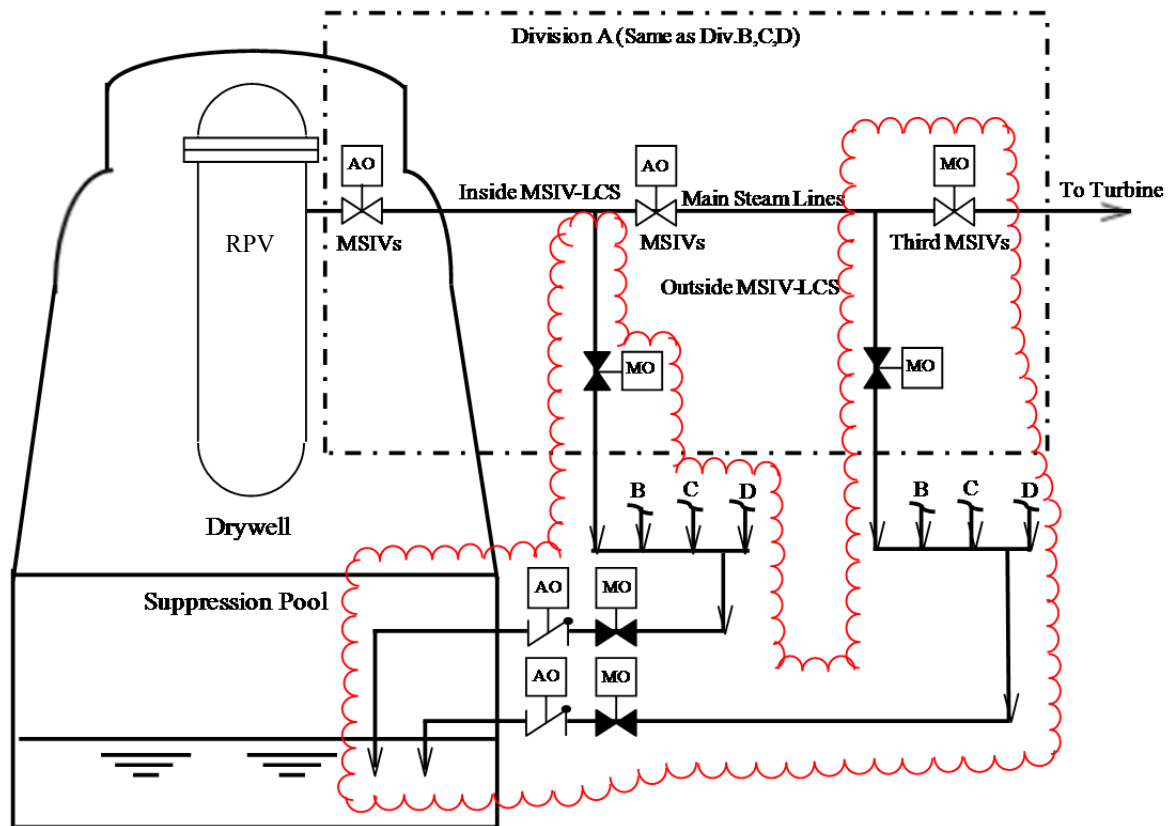 Division A (Same as Div.B,C,D)
AO
AO
MO
Inside MSIV-LCS
Main Steam Lines
To Turbine
RPV
MSIVs
MSIVs
Third MSIVs
Outside MSIV-LCS
MO
MO
B
C
D
B
C
D
Drywell
Suppression Pool
AO
MO
AO
MO